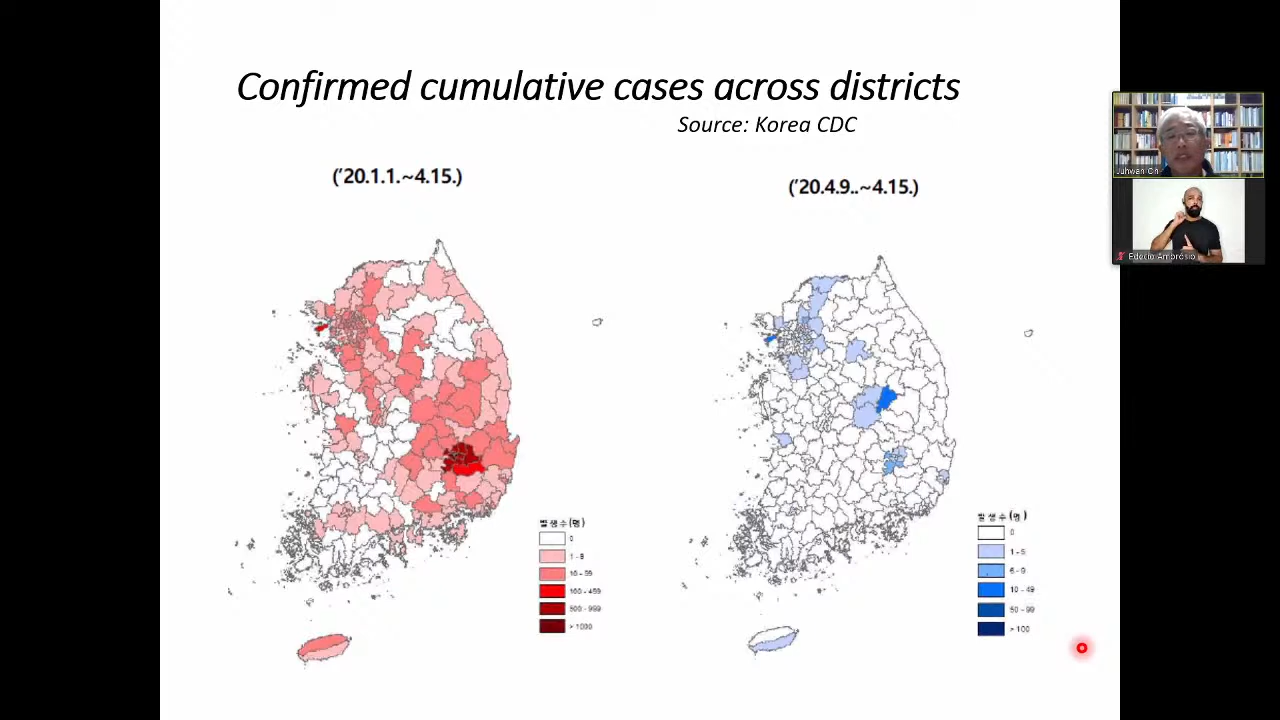 Confirmed cumulative cases across districts
Source: Korea CDC
('20.1.1.~4.15.)
('20.4.9..~4.15.)
발생수(명)
0
1 - 9
10 - 99
100 - 499
500 - 999
> 1000
발생수(명)
0
1 - 5
6 - 9
10 - 49
50 - 99
> 100
Juhwan Oh
Edecio Ambrósio